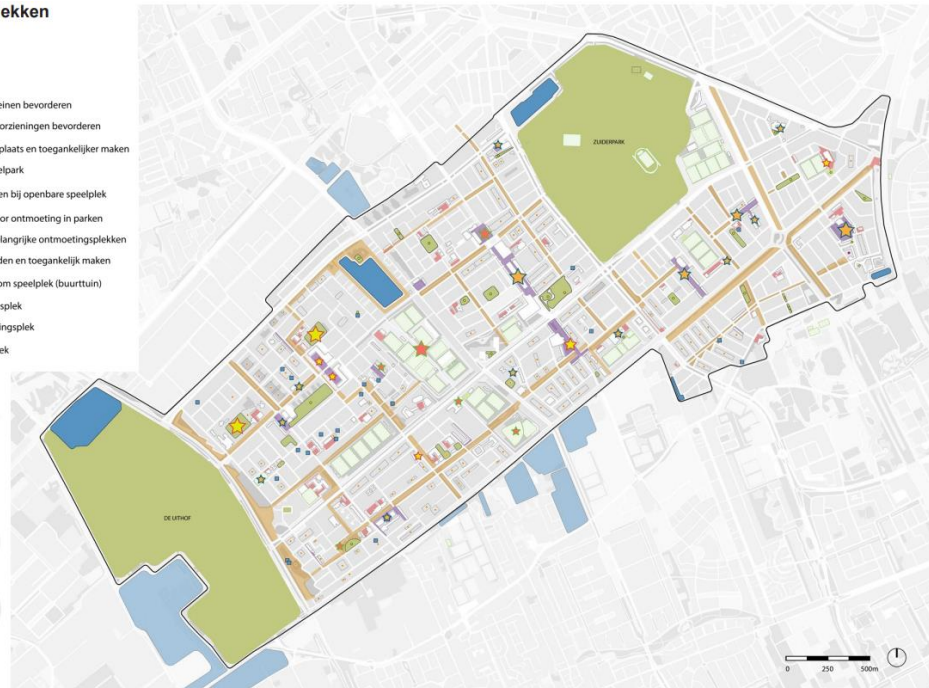 ekken
einen bevorderen
orzieningen bevorderen
plaats en toegankelijker maken
elpark
en bij openbare speelplek
or ontmoeting in parken
elangrijke ontmoetingsplekken
den en toegankelijk maken
om speelplek (buurttuin)
splek
ingsplek
ek
ZUIDERPARK
DE UITHOF
0 250 500m